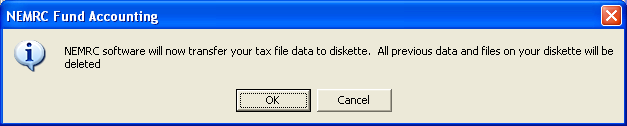 NEMRC Fund Accounting
NEMRC software will now transfer your tax file data to diskette.  All previous data and files on your diskette will be
deleted
OK
Cancel